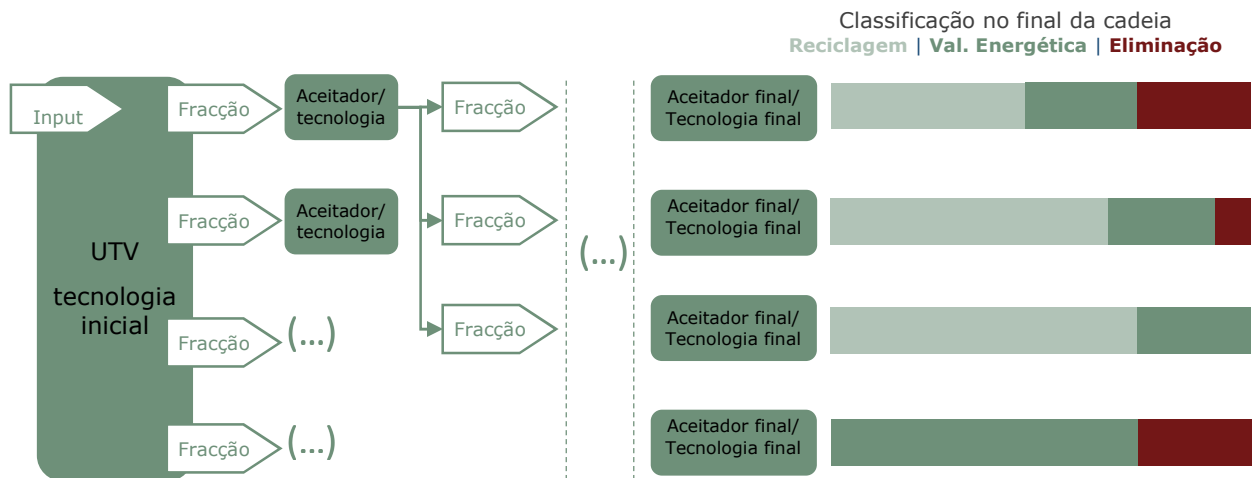 Classificação no final da cadeia
Reciclagem | Val. Energética | Eliminação
Input
UTV
tecnologia
inicial
Fracção
Aceitador/
tecnologia
Fracção
Fracção
Aceitador/
tecnologia
Fracção
Fracção
(...)
Fracção
Fracção
(...)
(...)
Aceitador final/
Tecnologia final
Aceitador final/
Tecnologia final
Aceitador final/
Tecnologia final
Aceitador final/
Tecnologia final